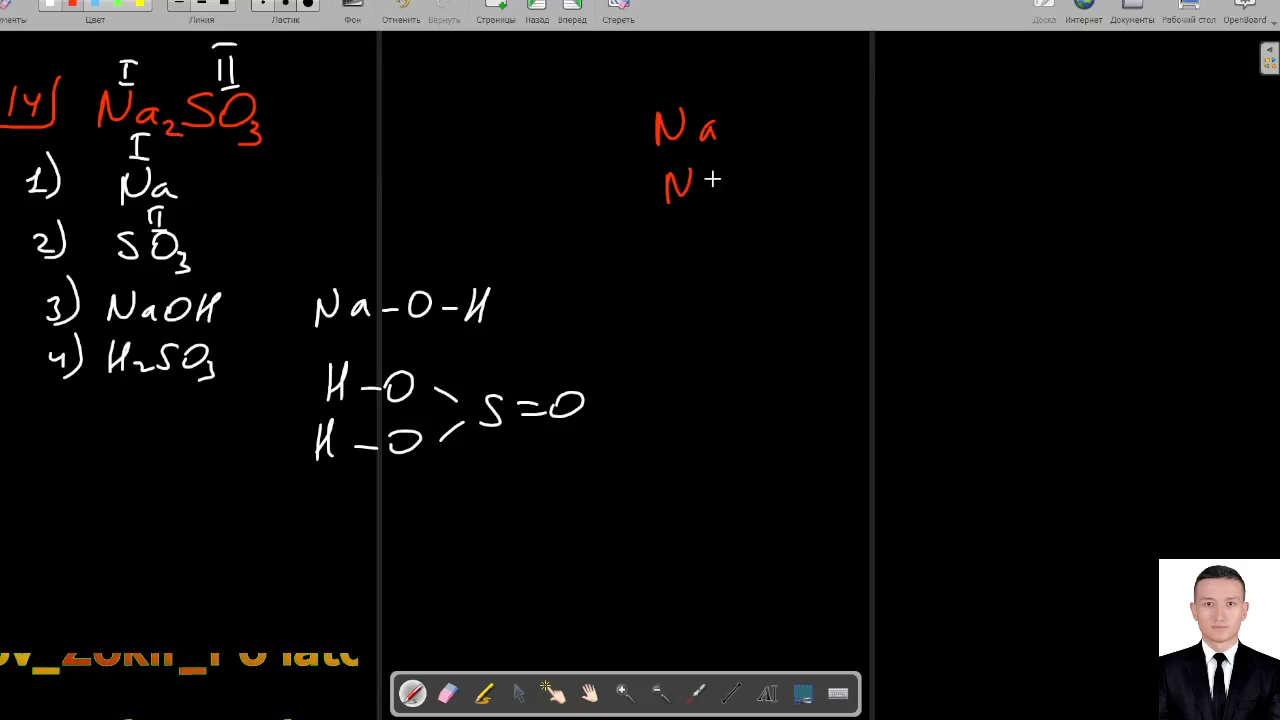 Цвет Линия Ластик Фон Отменить Вернуть Страницы Назад Вперед Стереть Доска Интернет Документы Рабочий стол OpenBoard
I II
14) Na2SO3
I
1) Na
II
2) SO3
3) NaOH
4) H2SO3
Na-O-H
H-O
S=O
H-O
Na
N